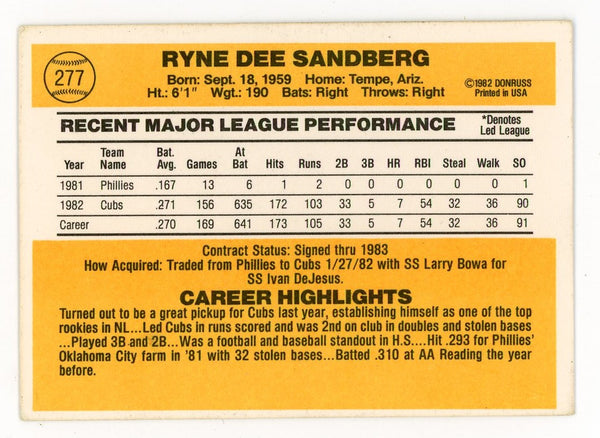 277
RYNE DEE SANDBERG
Born: Sept. 18, 1959 Home: Tempe, Ariz.
Ht.: 6'1" Wgt.: 190 Bats: Right Throws: Right
©1982 DONRUSS
Printed in USA
RECENT MAJOR LEAGUE PERFORMANCE
*Denotes
Led League
Year Team Name Bat. Avg. Games At Bat Hits Runs 2B 3B HR RBI Steal Walk SO
1981 Phillies .167 13 6 1 2 0 0 0 0 0 0 1
1982 Cubs .271 156 635 172 103 33 5 7 54 32 36 90
Career .270 169 641 173 105 33 5 7 54 32 36 91
Contract Status: Signed thru 1983
How Acquired: Traded from Phillies to Cubs 1/27/82 with SS Larry Bowa for
SS Ivan DeJesus.
CAREER HIGHLIGHTS
Turned out to be a great pickup for Cubs last year, establishing himself as one of the top
rookies in NL...Led Cubs in runs scored and was 2nd on club in doubles and stolen bases
...Played 3B and 2B...Was a football and baseball standout in H.S....Hit .293 for Phillies'
Oklahoma City farm in '81 with 32 stolen bases...Batted .310 at AA Reading the year
before.